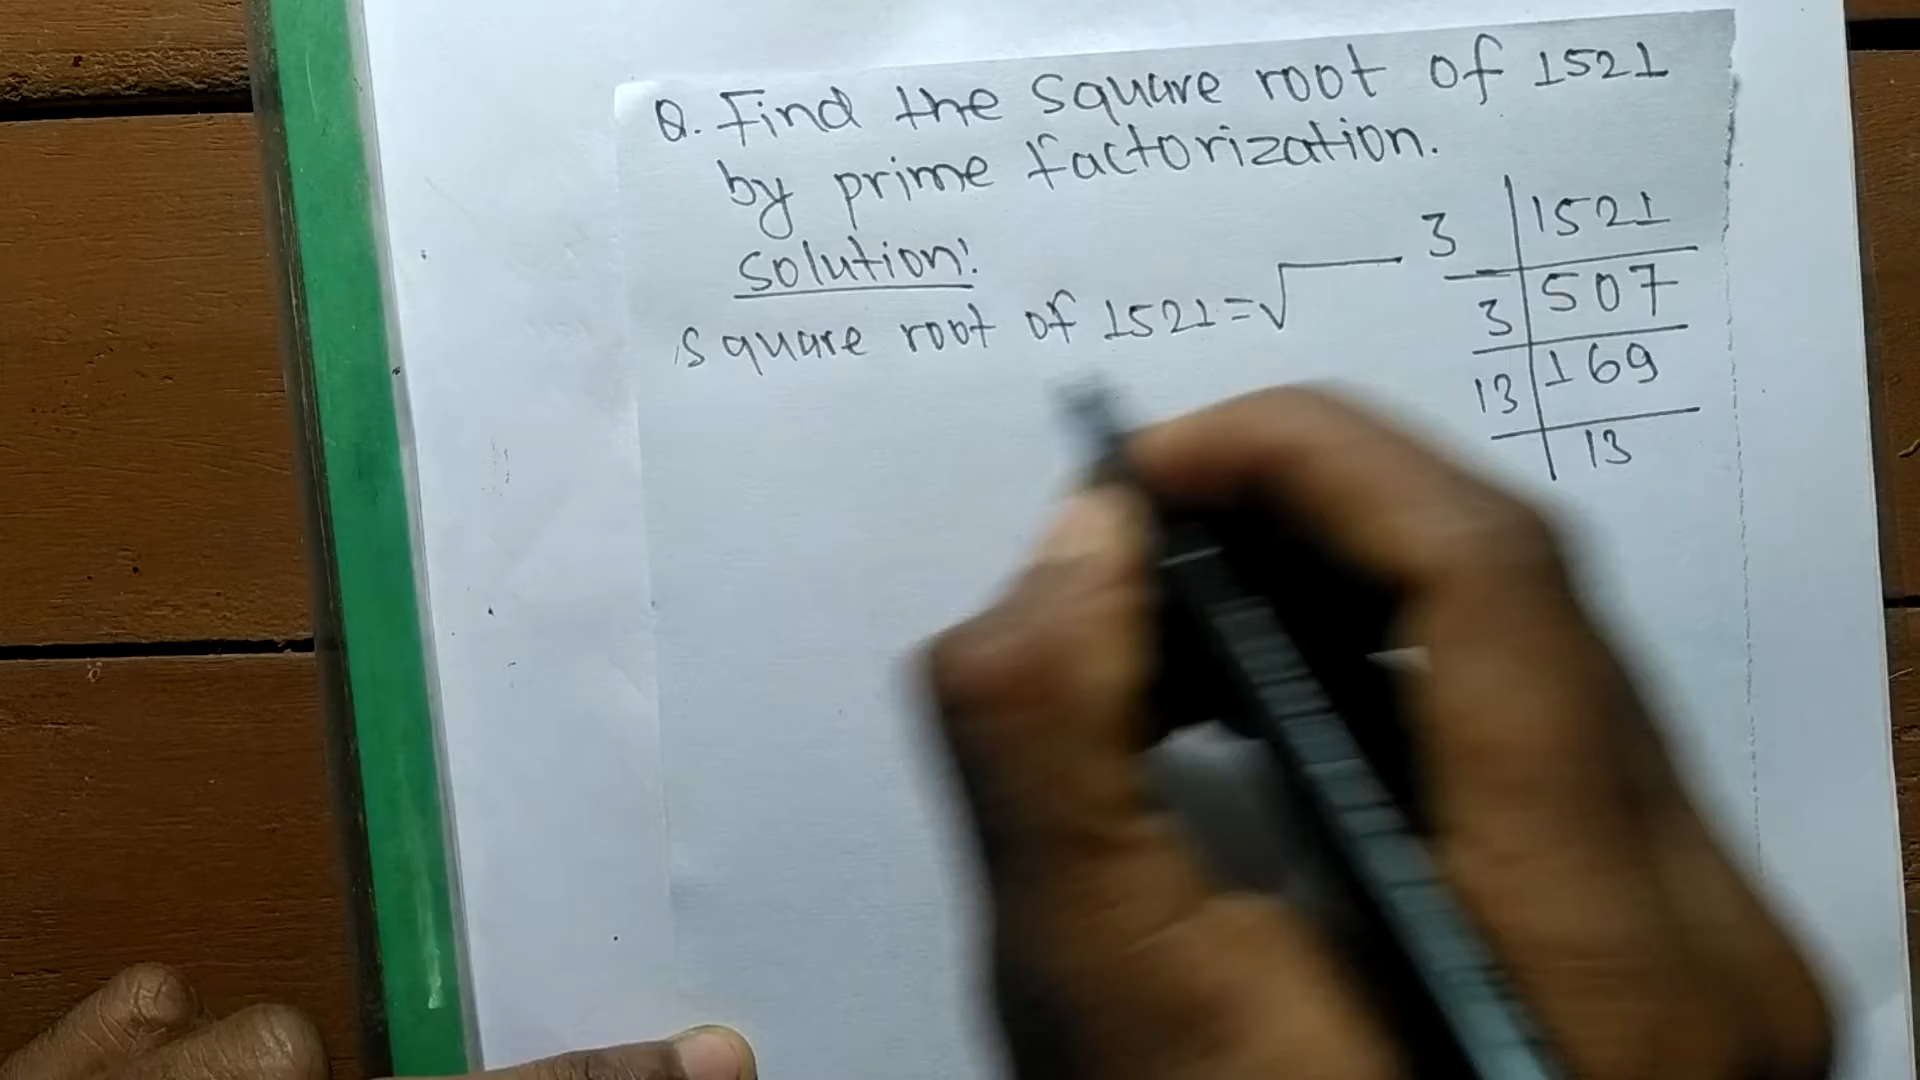 Q. Find the square root of 1521
by prime factorization.
solution:
square root of 1521=√
3 1521
3 507
13 169
13